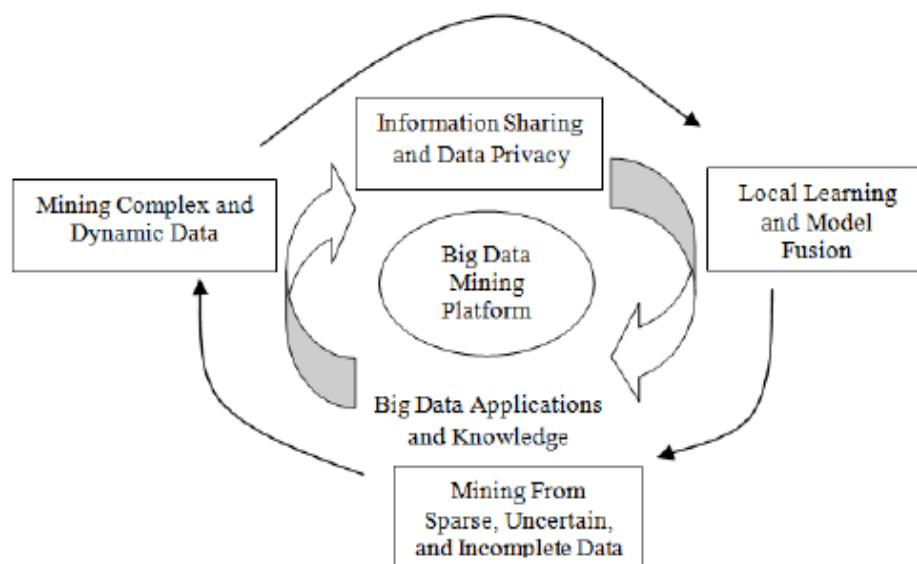 Information Sharing
and Data Privacy
Mining Complex and
Dynamic Data
Local Learning
and Model
Fusion
Big Data
Mining
Platform
Big Data Applications
and Knowledge
Mining From
Sparse, Uncertain,
and Incomplete Data